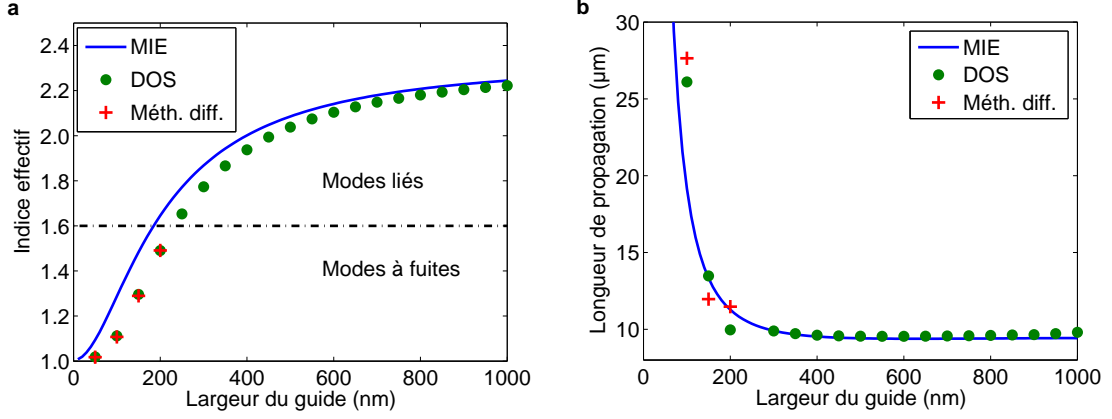 a
2.4
2.2
2.0
1.8
1.6
1.4
1.2
1.0
Indice effectif
MIE
DOS
Méth. diff.
Modes liés
Modes à fuites
0 200 400 600 800 1000
Largeur du guide (nm)
b
30
25
20
15
10
Longueur de propagation (µm)
MIE
DOS
Méth. diff.
0 200 400 600 800 1000
Largeur du guide (nm)